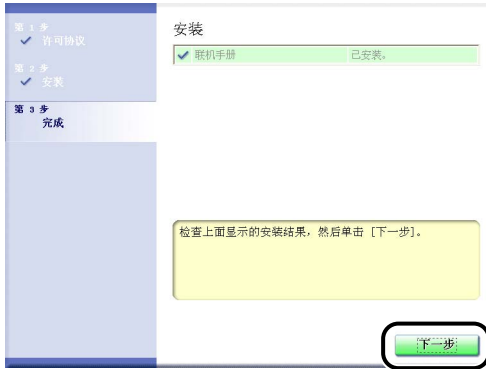 第 1 步
许可协议
第 2 步
安装
第 3 步
完成
安装
联机手册 已安装。
检查上面显示的安装结果，然后单击 [下一步]。
下一步